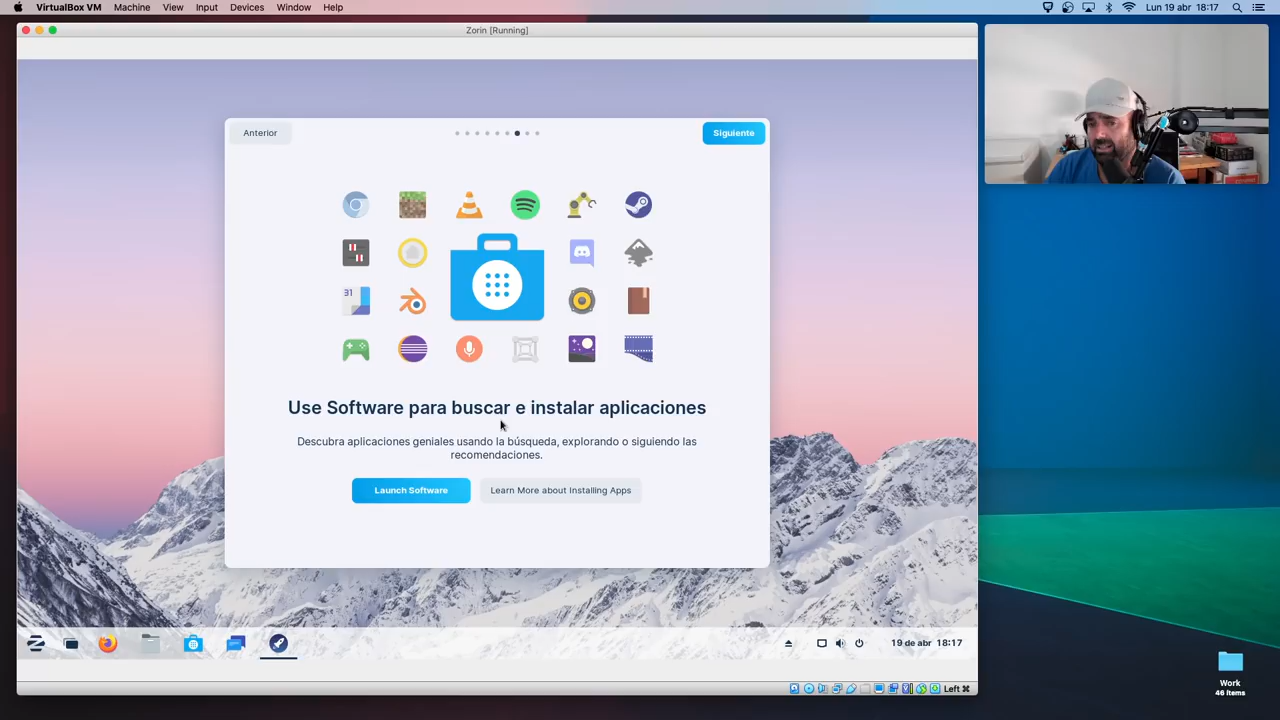 VirtualBox VM Machine View Input Devices Window Help Lun 19 abr 18:17
Zorin [Running]
Anterior
Siguiente
31
Use Software para buscar e instalar aplicaciones
Descubra aplicaciones geniales usando la búsqueda, explorando o siguiendo las
recomendaciones.
Launch Software Learn More about Installing Apps
19 de abr 18:17
Work
46 items
Left ⌘